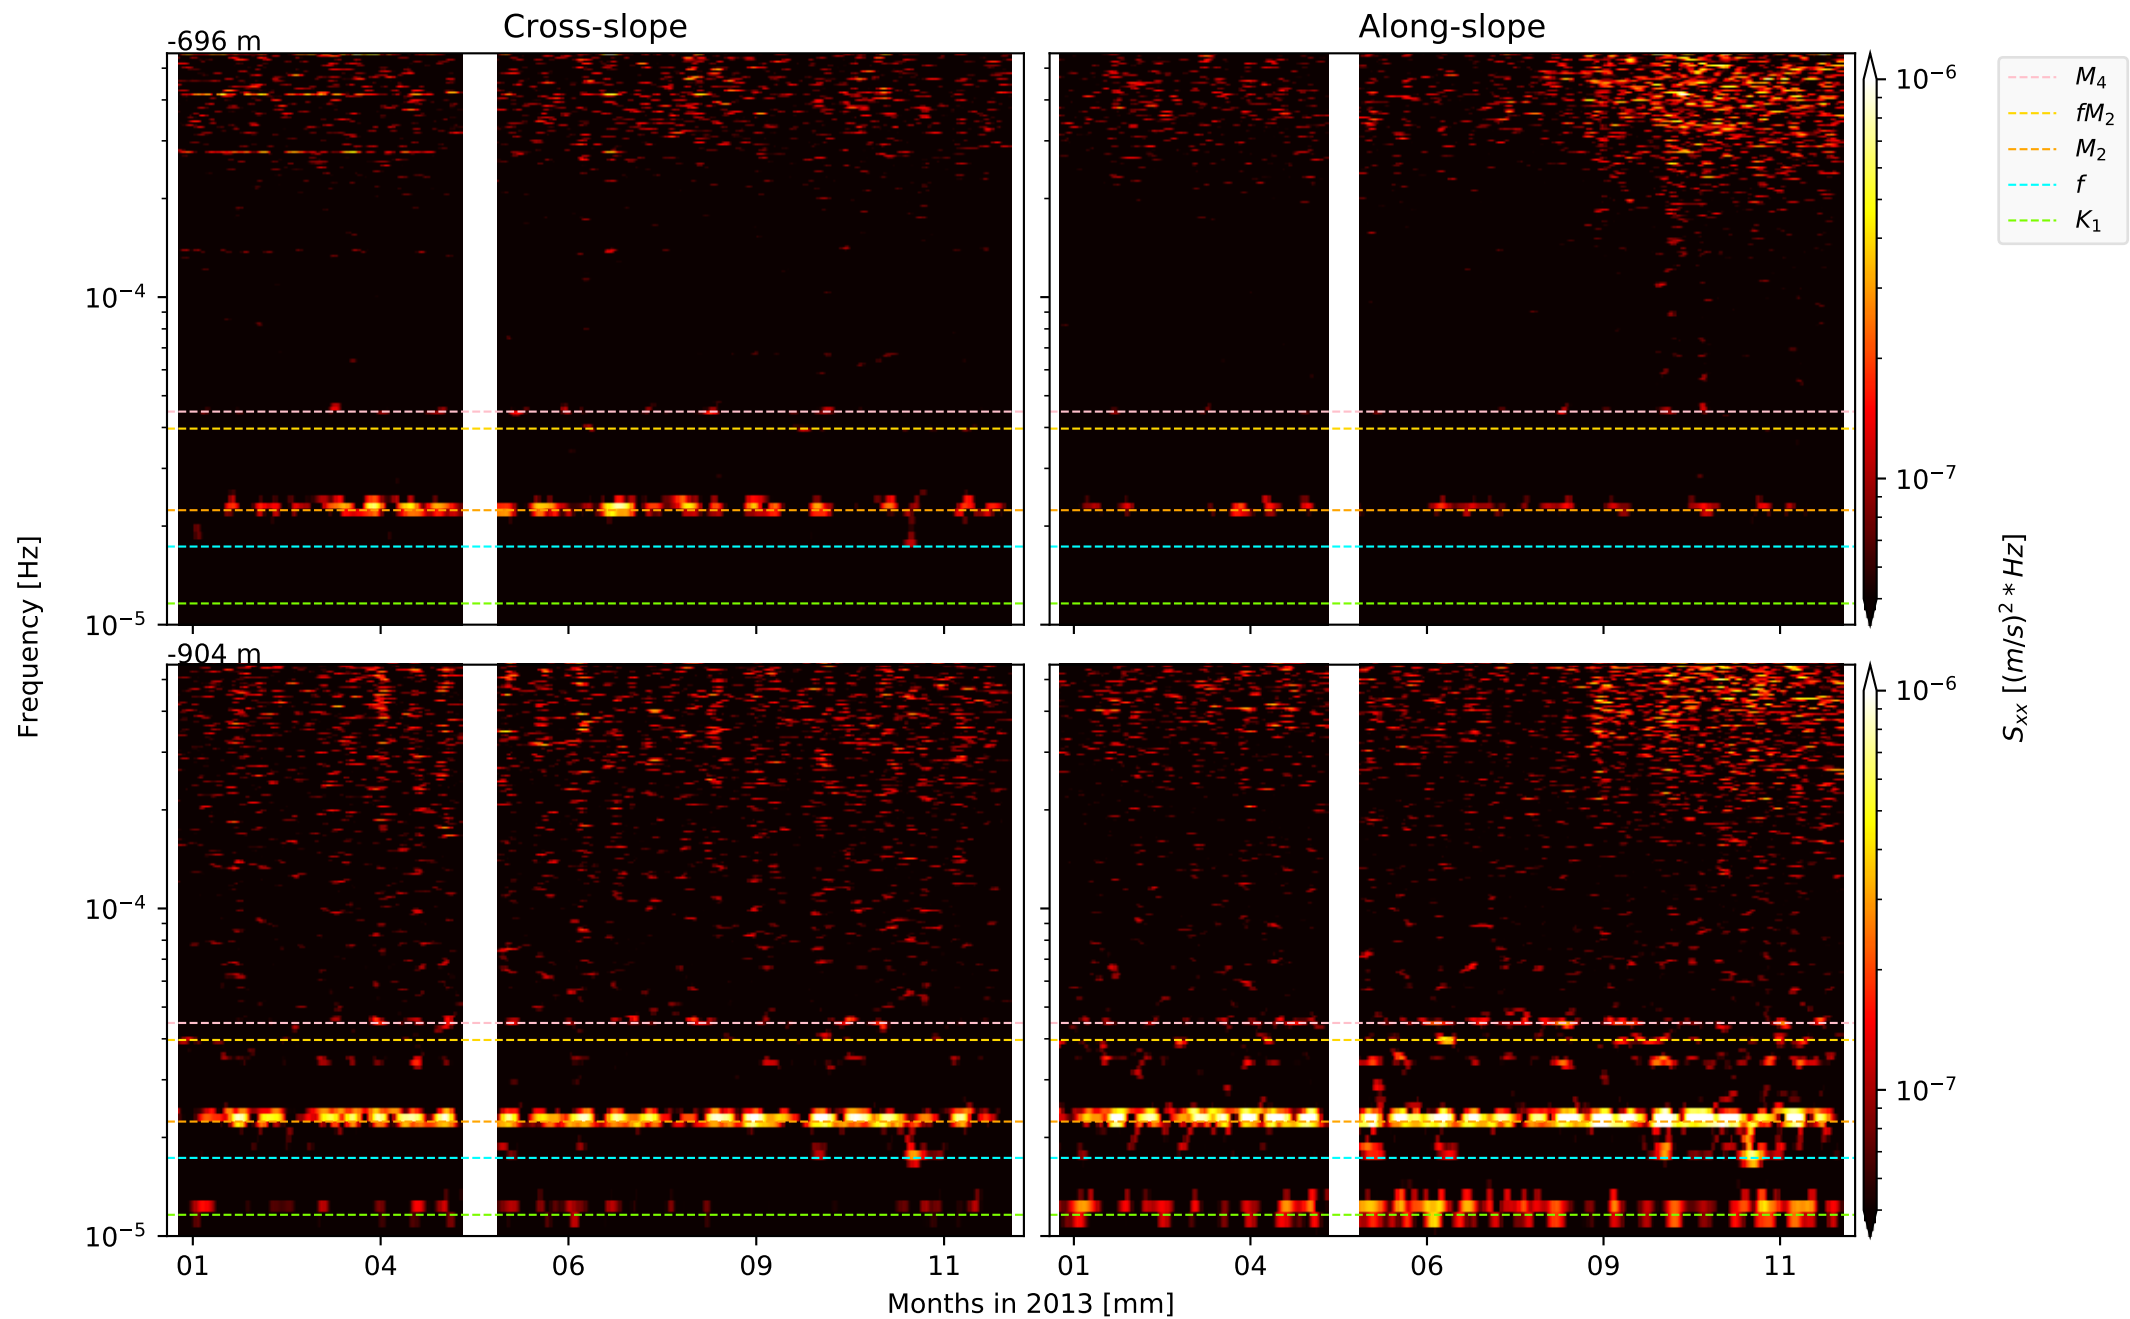 Cross-slope
Along-slope
-696 m
10⁻⁴
10⁻⁵
10⁻⁶
10⁻⁷
M₄
fM₂
M₂
f
K₁
Frequency [Hz]
Sₓₓ [(m/s)² * Hz]
-904 m
10⁻⁴
10⁻⁵
10⁻⁶
10⁻⁷
01 04 06 09 11
01 04 06 09 11
Months in 2013 [mm]